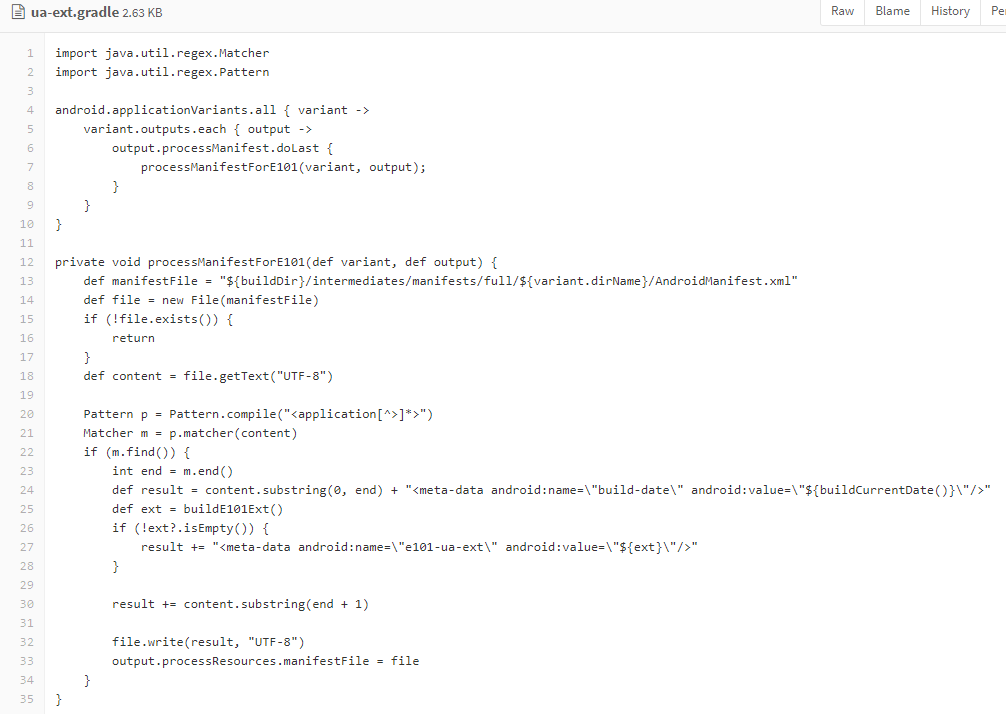 ua-ext.gradle 2.63 KB
Raw Blame History
1 import java.util.regex.Matcher
2 import java.util.regex.Pattern
3
4 android.applicationVariants.all { variant ->
5     variant.outputs.each { output ->
6         output.processManifest.doLast {
7             processManifestForE101(variant, output);
8         }
9     }
10 }
11
12 private void processManifestForE101(def variant, def output) {
13     def manifestFile = "${buildDir}/intermediates/manifests/full/${variant.dirName}/AndroidManifest.xml"
14     def file = new File(manifestFile)
15     if (!file.exists()) {
16         return
17     }
18     def content = file.getText("UTF-8")
19
20     Pattern p = Pattern.compile("<application[^>]*>")
21     Matcher m = p.matcher(content)
22     if (m.find()) {
23         int end = m.end()
24         def result = content.substring(0, end) + "<meta-data android:name=\"build-date\" android:value=\"${buildCurrentDate()}\"/>"
25         def ext = buildE101Ext()
26         if (!ext?.isEmpty()) {
27             result += "<meta-data android:name=\"e101-ua-ext\" android:value=\"${ext}\"/>"
28         }
29
30         result += content.substring(end + 1)
31
32         file.write(result, "UTF-8")
33         output.processResources.manifestFile = file
34     }
35 }